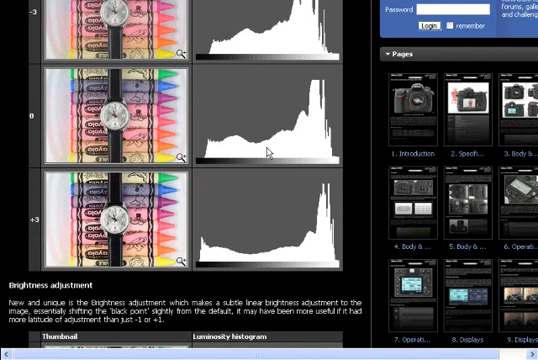 -3
0
+3
Brightness adjustment
New and unique is the Brightness adjustment which makes a subtle linear brightness adjustment to the
image, essentially shifting the 'black point' slightly from the default, it may have been more useful if it had
more latitude of adjustment than just -1 or +1.
Thumbnail Luminosity histogram
forums, gale
and challeng
Password
Login remember
Pages
1. Introduction 2. Specifi... 3. Body &
4. Body & ... 5. Body & ... 6. Operat
7. Operati... 8. Displays 9. Displays